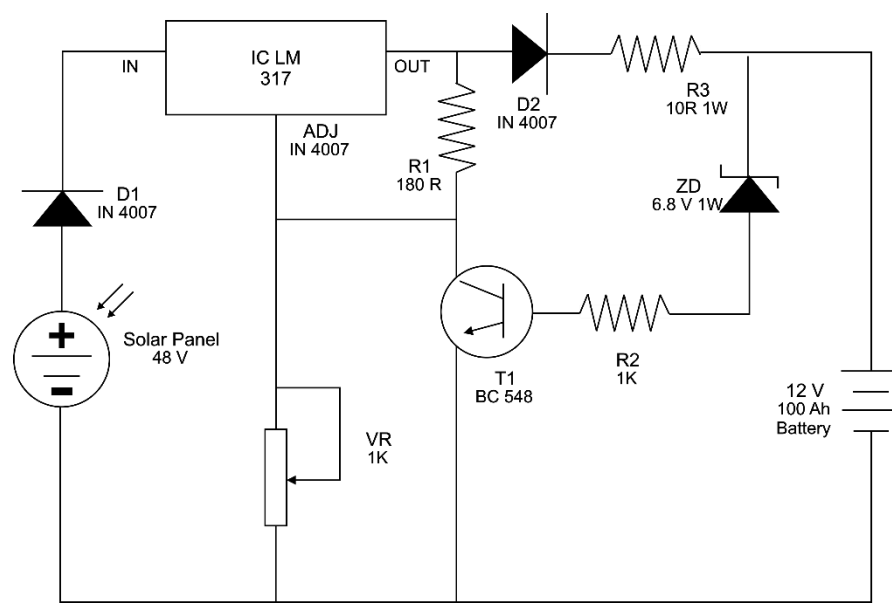 IN
IC LM
317
OUT
ADJ
IN 4007
D2
IN 4007
R3
10R 1W
R1
180 R
D1
IN 4007
ZD
6.8 V 1W
Solar Panel
48 V
R2
1K
T1
BC 548
VR
1K
12 V
100 Ah
Battery